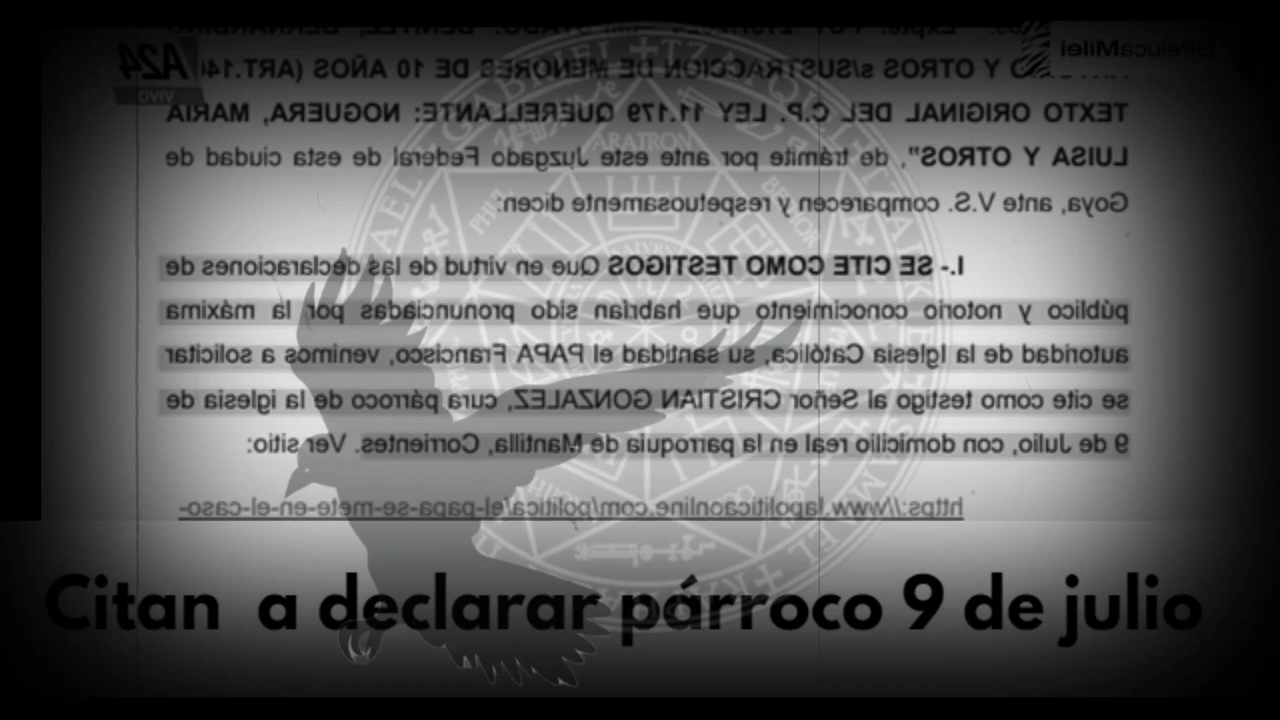 A24
VIVO
ElPelucaMilei
Y OTROS s/SUSTRACCION DE MENORES DE 10 AÑOS (ART.14
TEXTO ORIGINAL DEL C.P. LEY 11.179 QUERELLANTE: NOGUERA, MARIA
LUISA Y OTROS", de trámite por ante este Juzgado Federal de esta ciudad de
Goya, ante V.S. comparecen y respetuosamente dicen:
I.- SE CITE COMO TESTIGOS Que en virtud de las declaraciones de
público y notorio conocimiento que habrían sido pronunciadas por la máxima
autoridad de la Iglesia Católica, su santidad el PAPA Francisco, venimos a solicitar
se cite como testigo al Señor CRISTIAN GONZALEZ, cura párroco de la iglesia de
9 de Julio, con domicilio real en la parroquia de Mantilla, Corrientes. Ver sitio:
https://www.lapoliticaonline.com/politica/el-papa-se-mete-en-el-caso-
ARATRON
Citan a declarar párroco 9 de julio